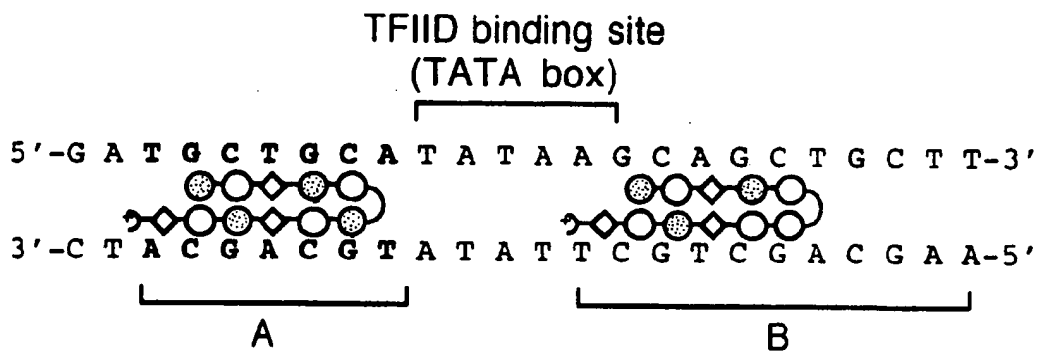 TFIID binding site
(TATA box)
5'-G A T G C T G C A T A T A A G C A G C T G C T T-3'
3'-C T A C G A C G T A T A T T C G T C G A C G A A-5'
A B